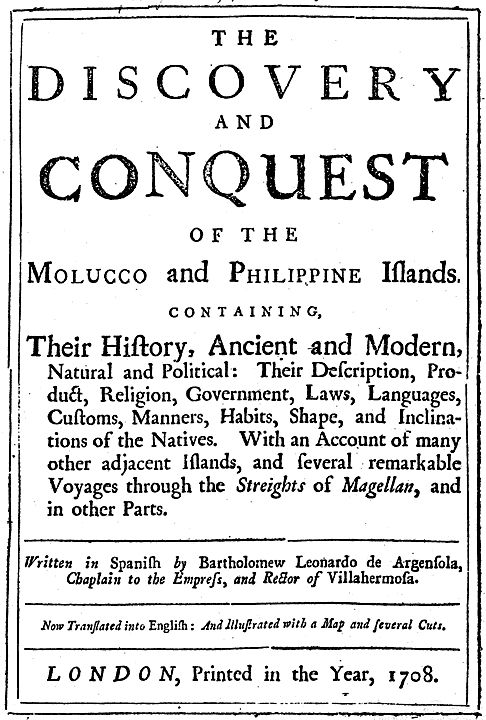 THE
DISCOVERY
AND
CONQUEST
OF THE
MOLUCCO and PHILIPPINE Iſlands.
CONTAINING,
Their Hiſtory, Ancient and Modern,
Natural and Political: Their Deſcription, Pro-
duct, Religion, Government, Laws, Languages,
Cuſtoms, Manners, Habits, Shape, and Inclina-
tions of the Natives. With an Account of many
other adjacent Iſlands, and ſeveral remarkable
Voyages through the Streights of Magellan, and
in other Parts.
Written in Spaniſh by Bartholomew Leonardo de Argenſola,
Chaplain to the Empreſs, and Rector of Villahermoſa.
Now Tranſlated into Engliſh: And Illuſtrated with a Map and ſeveral Cuts.
LONDON, Printed in the Year, 1708.